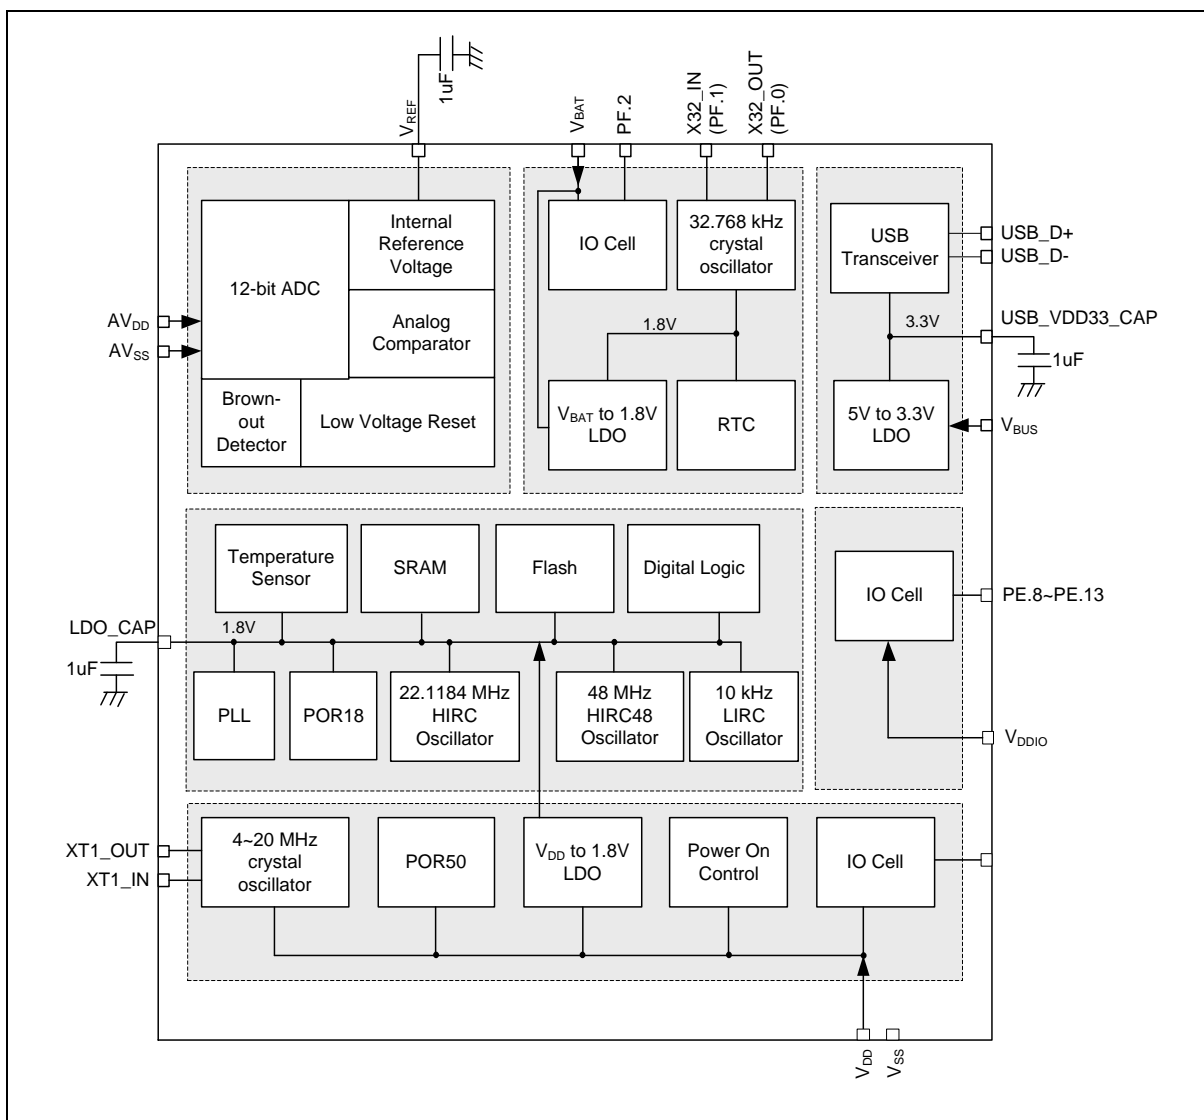 1uF
VREF
VBAT
PF.2
X32_IN
(PF.1)
X32_OUT
(PF.0)
12-bit ADC
Internal
Reference
Voltage
Analog
Comparator
Brown-
out
Detector
Low Voltage Reset
AVDD
AVSS
IO Cell
32.768 kHz
crystal
oscillator
1.8V
VBAT to 1.8V
LDO
RTC
USB
Transceiver
3.3V
5V to 3.3V
LDO
USB_D+
USB_D-
USB_VDD33_CAP
1uF
VBUS
Temperature
Sensor
SRAM
Flash
Digital Logic
LDO_CAP
1.8V
1uF
PLL
POR18
22.1184 MHz
HIRC
Oscillator
48 MHz
HIRC48
Oscillator
10 kHz
LIRC
Oscillator
IO Cell
PE.8~PE.13
VDDIO
XT1_OUT
XT1_IN
4~20 MHz
crystal
oscillator
POR50
VDD to 1.8V
LDO
Power On
Control
IO Cell
VDD
VSS